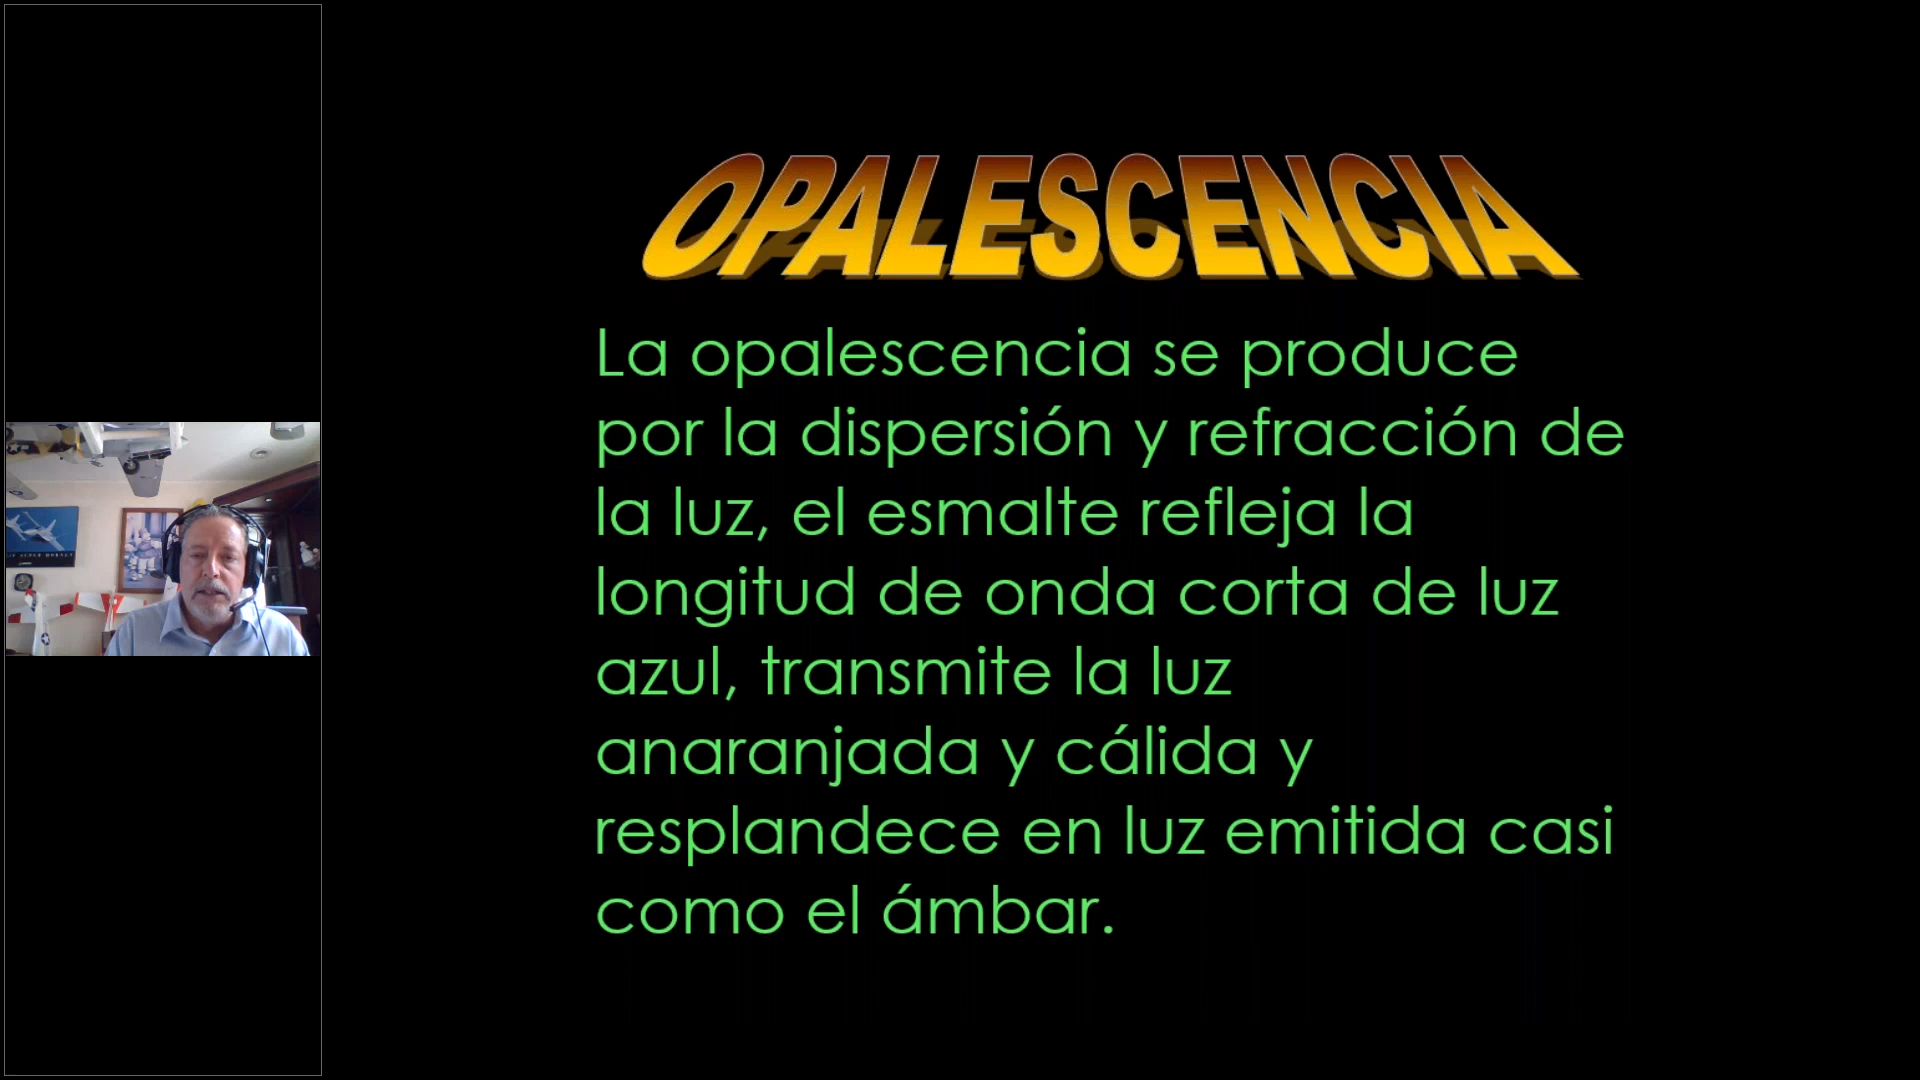 OPALESCENCIA
La opalescencia se produce
por la dispersión y refracción de
la luz, el esmalte refleja la
longitud de onda corta de luz
azul, transmite la luz
anaranjada y cálida y
resplandece en luz emitida casi
como el ámbar.